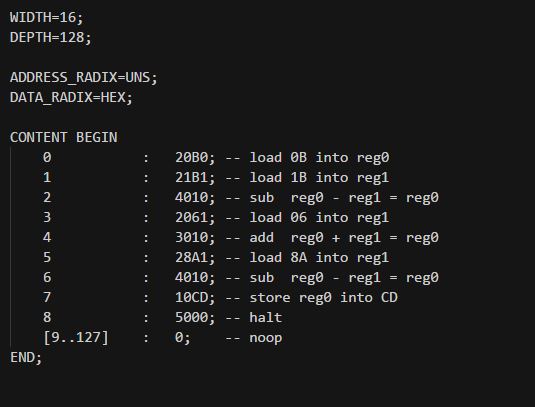 WIDTH=16;
DEPTH=128;

ADDRESS_RADIX=UNS;
DATA_RADIX=HEX;

CONTENT BEGIN
    0           :   20B0; -- load 0B into reg0
    1           :   21B1; -- load 1B into reg1
    2           :   4010; -- sub  reg0 - reg1 = reg0
    3           :   2061; -- load 06 into reg1
    4           :   3010; -- add  reg0 + reg1 = reg0
    5           :   28A1; -- load 8A into reg1
    6           :   4010; -- sub  reg0 - reg1 = reg0
    7           :   10CD; -- store reg0 into CD
    8           :   5000; -- halt
    [9..127]    :   0;    -- noop
END;